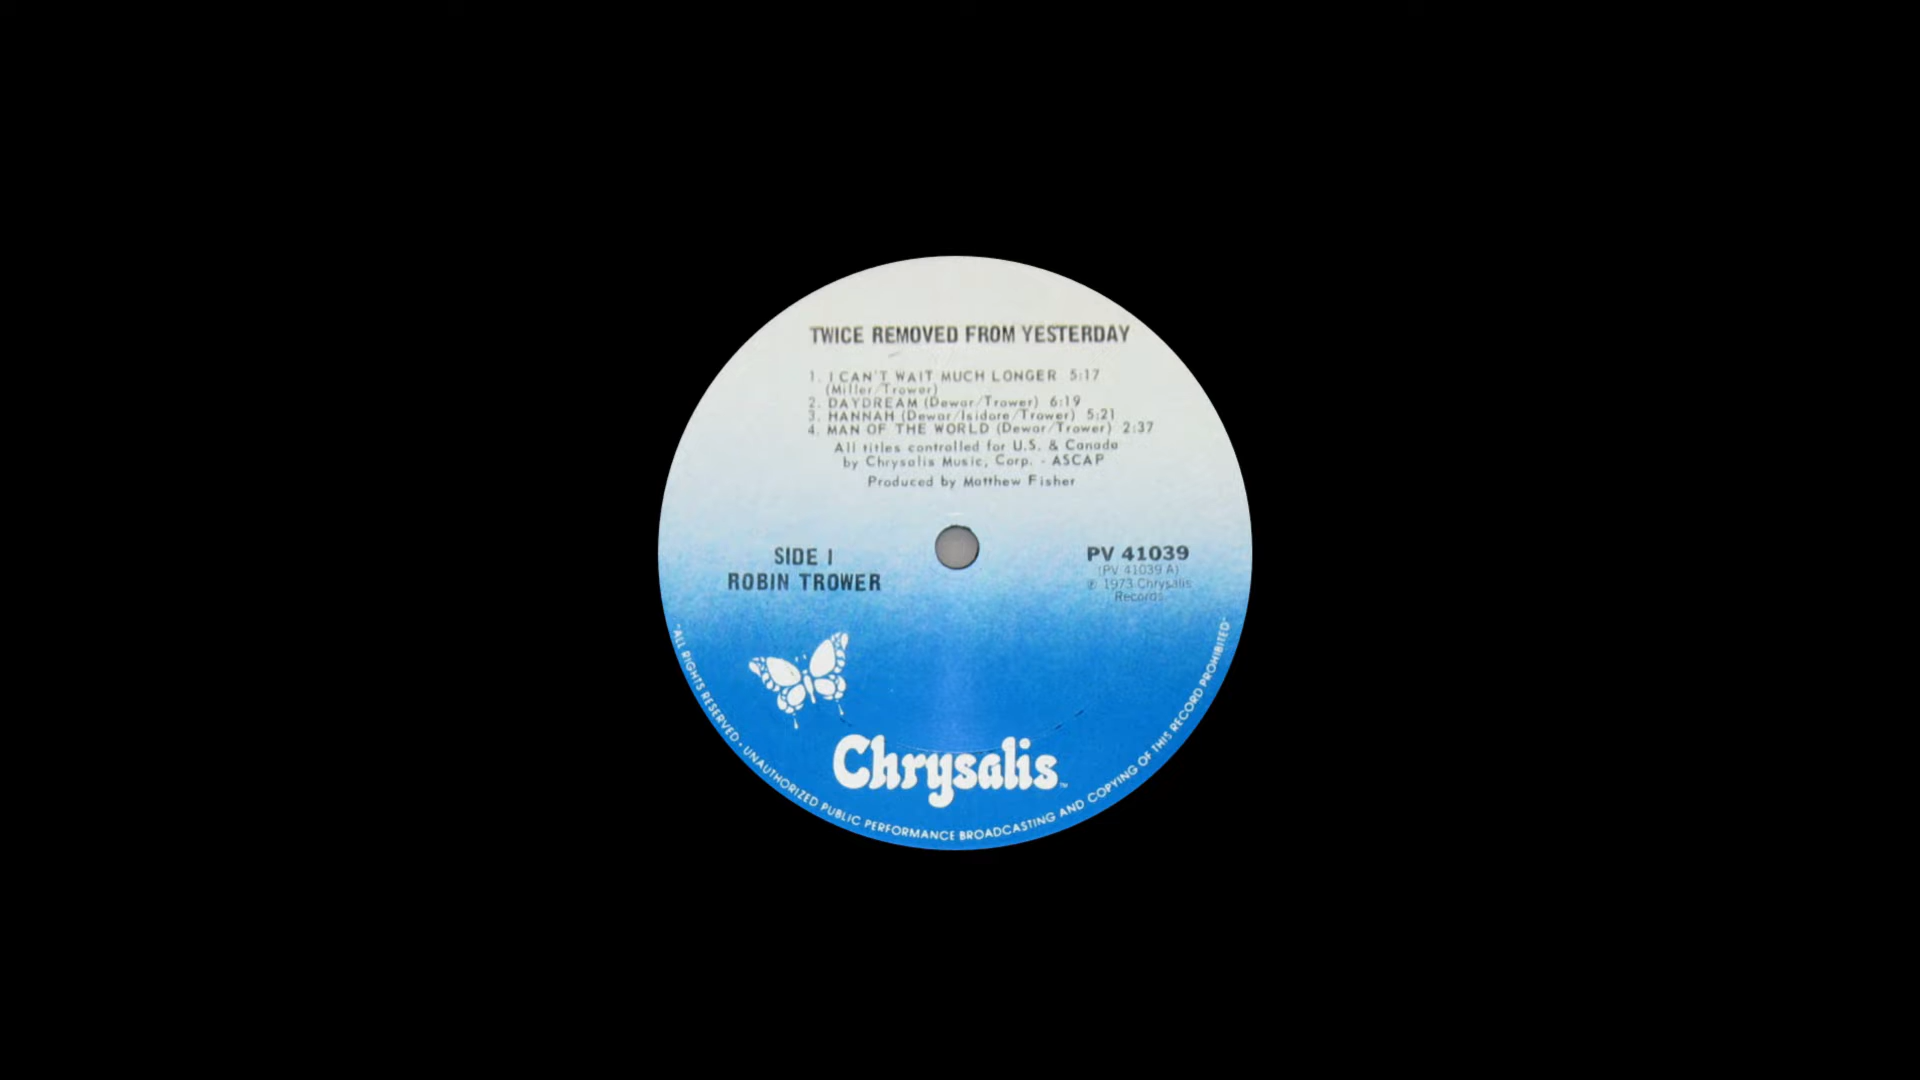 TWICE REMOVED FROM YESTERDAY
1. I CAN'T WAIT MUCH LONGER 5:17
(Miller/Trower)
2. DAYDREAM (Dewar/Trower) 6:19
3. HANNAH (Dewar/Isidore/Trower) 5:21
4. MAN OF THE WORLD (Dewar/Trower) 2:37
All titles controlled for U.S. & Canada
by Chrysalis Music, Corp. - ASCAP
Produced by Matthew Fisher
SIDE I
ROBIN TROWER
PV 41039
(PV 41039 A)
℗ 1973 Chrysalis
Records
Chrysalis™
"ALL RIGHTS RESERVED · UNAUTHORIZED PUBLIC PERFORMANCE BROADCASTING AND COPYING OF THIS RECORD PROHIBITED"